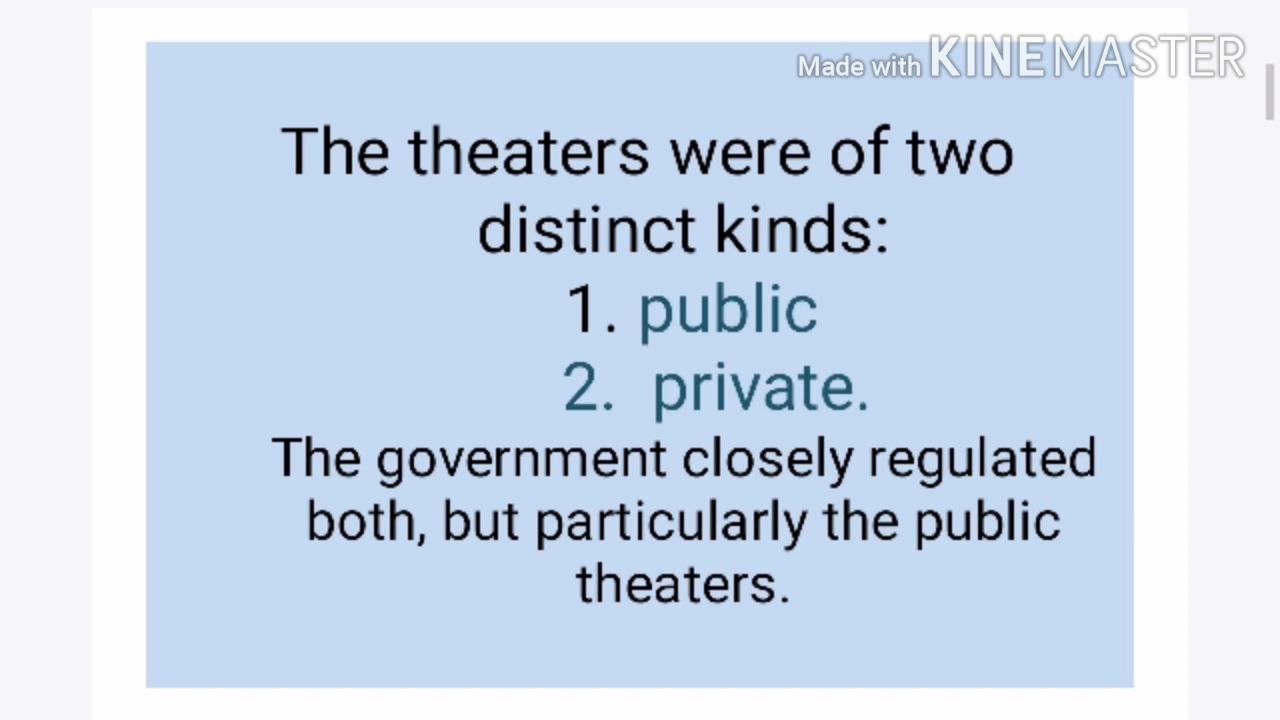 Made with KINEMASTER
The theaters were of two
distinct kinds:
1. public
2. private.
The government closely regulated
both, but particularly the public
theaters.